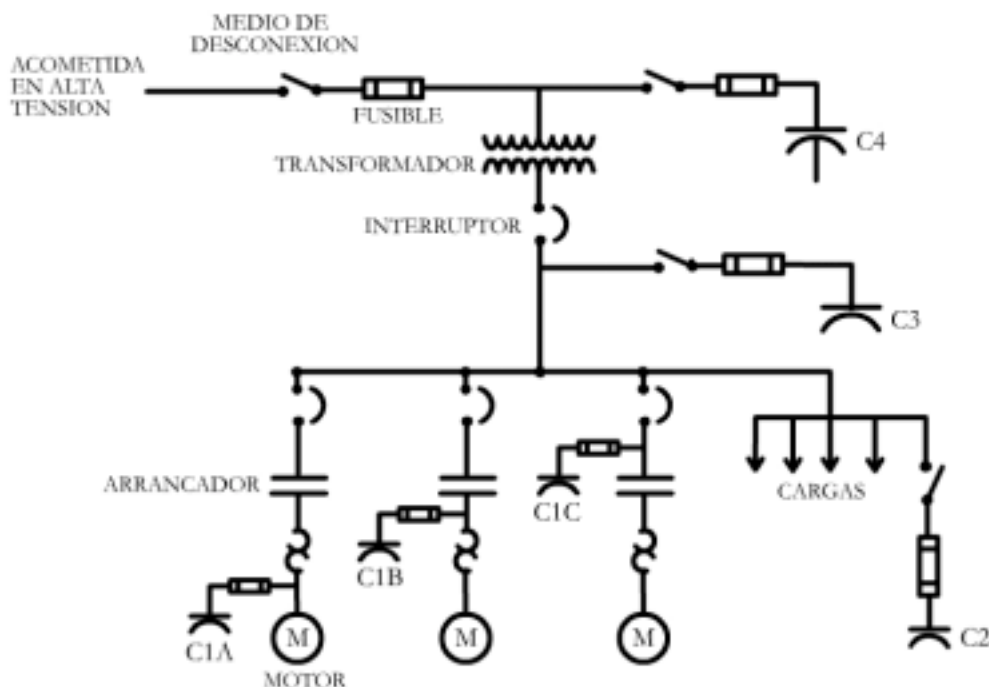 MEDIO DE
DESCONEXION
ACOMETIDA
EN ALTA
TENSION
FUSIBLE
C4
TRANSFORMADOR
INTERRUPTOR
C3
ARRANCADOR
C1C
CARGAS
C1B
C1A
M
M
M
C2
MOTOR